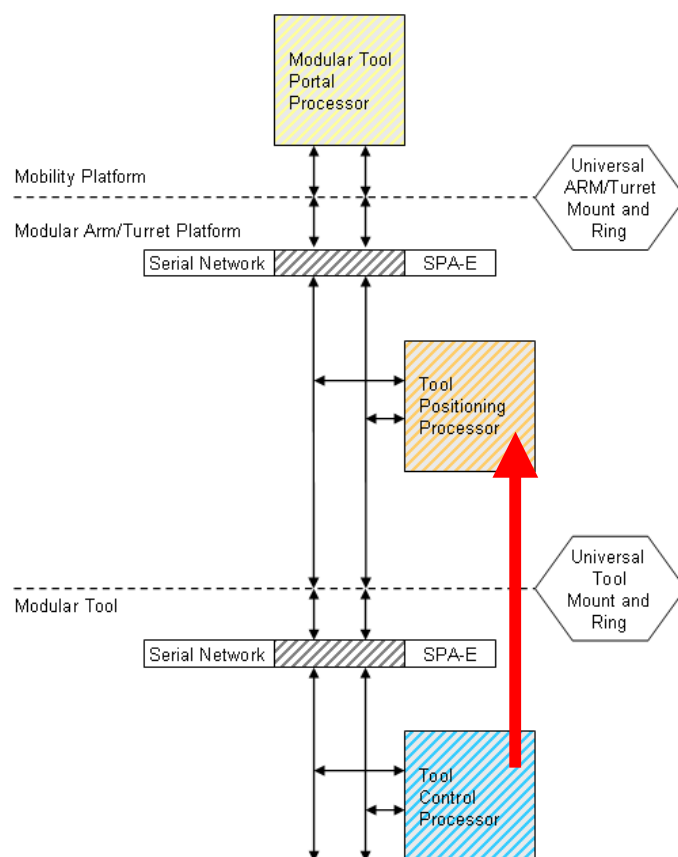 Modular Tool
Portal
Processor
Mobility Platform
Universal
ARM/Turret
Mount and
Ring
Modular Arm/Turret Platform
Serial Network
SPA-E
Tool
Positioning
Processor
Universal
Tool
Mount and
Ring
Modular Tool
Serial Network
SPA-E
Tool
Control
Processor